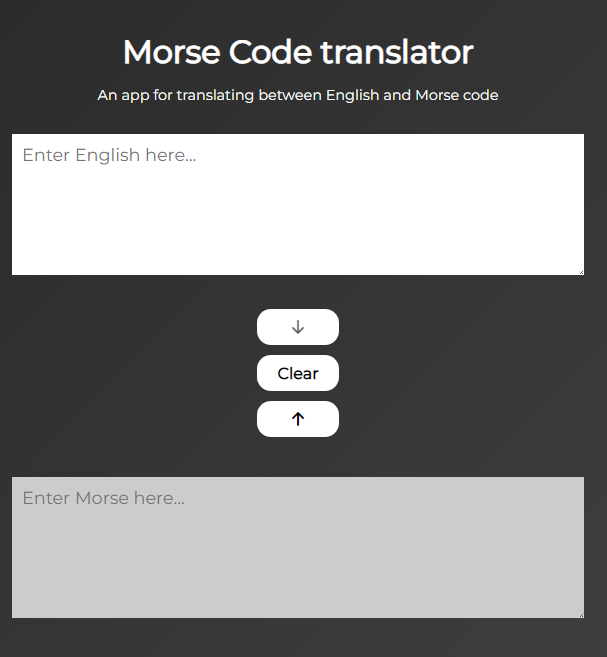 Morse Code translator
An app for translating between English and Morse code
Enter English here...
↓
Clear
↑
Enter Morse here...